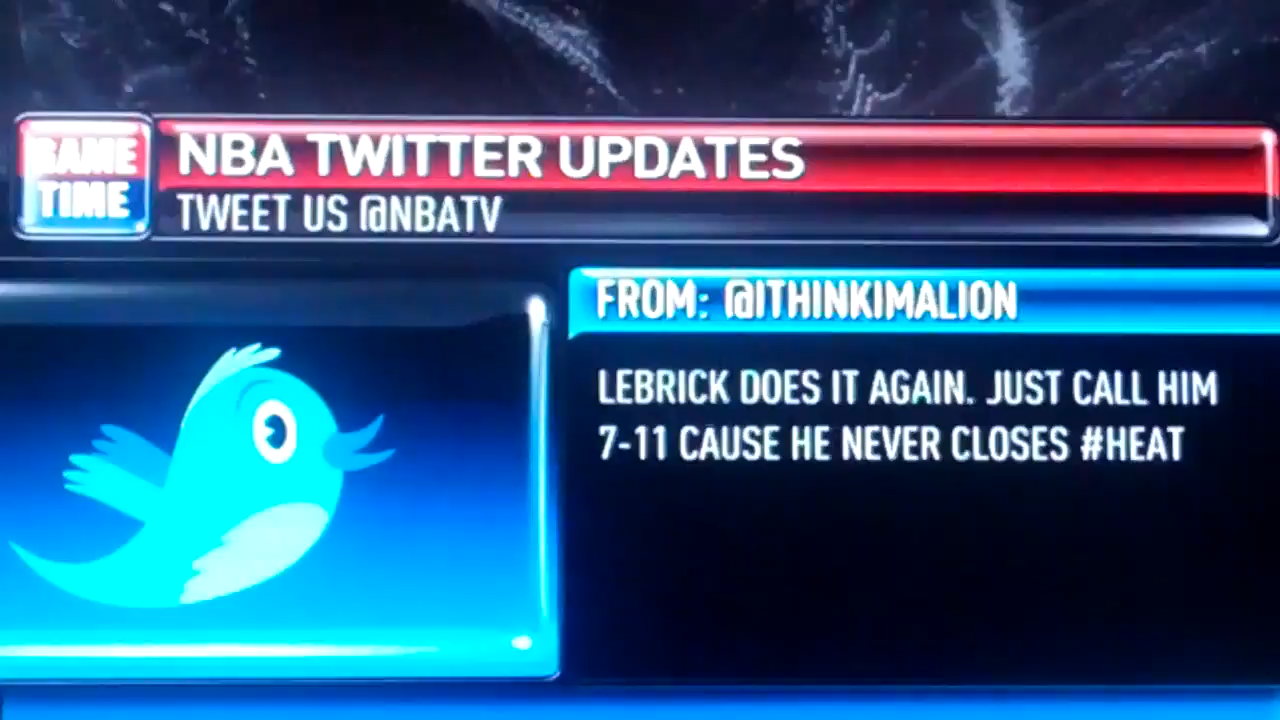 GAME
TIME
NBA TWITTER UPDATES
TWEET US @NBATV
FROM: @ITHINKIMALION
LEBRICK DOES IT AGAIN. JUST CALL HIM
7-11 CAUSE HE NEVER CLOSES #HEAT